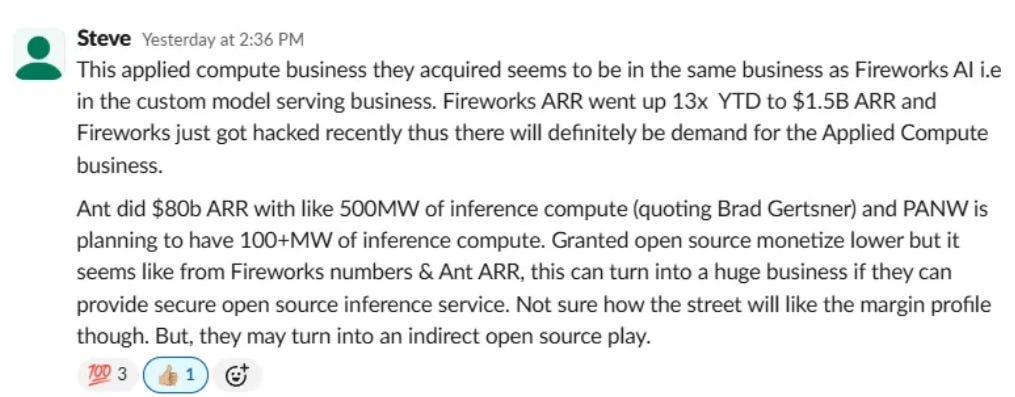 Steve Yesterday at 2:36 PM
This applied compute business they acquired seems to be in the same business as Fireworks AI i.e
in the custom model serving business. Fireworks ARR went up 13x YTD to $1.5B ARR and
Fireworks just got hacked recently thus there will definitely be demand for the Applied Compute
business.
Ant did $80b ARR with like 500MW of inference compute (quoting Brad Gertsner) and PANW is
planning to have 100+MW of inference compute. Granted open source monetize lower but it
seems like from Fireworks numbers & Ant ARR, this can turn into a huge business if they can
provide secure open source inference service. Not sure how the street will like the margin profile
though. But, they may turn into an indirect open source play.
💯 3 👍🏼 1